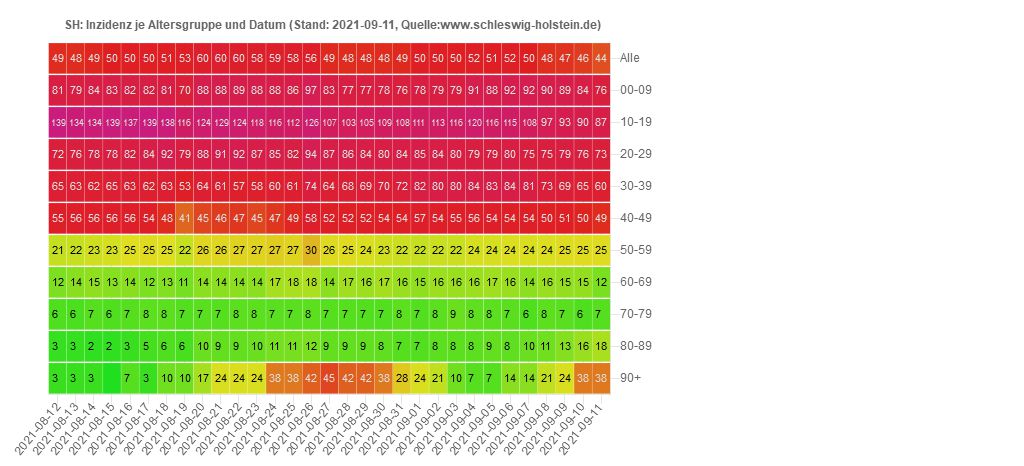 SH: Inzidenz je Altersgruppe und Datum (Stand: 2021-09-11, Quelle:www.schleswig-holstein.de)
49 48 49 50 50 50 51 53 60 60 60 58 59 58 56 49 48 48 48 49 50 50 50 52 51 52 50 48 47 46 44 Alle
81 79 84 83 82 82 81 70 88 88 89 88 88 86 97 83 77 77 78 76 78 79 79 91 88 92 92 90 89 84 76 00-09
139 134 134 139 137 139 138 116 124 129 124 118 116 112 126 107 103 105 109 108 111 113 116 120 116 115 108 97 93 90 87 10-19
72 76 78 78 82 84 92 79 88 91 92 87 85 82 94 87 86 84 80 84 85 84 80 79 79 80 75 75 79 76 73 20-29
65 63 62 65 63 62 63 53 64 61 57 58 60 61 74 64 68 69 70 72 82 80 80 84 83 84 81 73 69 65 60 30-39
55 56 56 56 56 54 48 41 45 46 47 45 47 49 58 52 52 52 54 54 57 54 55 56 54 54 54 50 51 50 49 40-49
21 22 23 23 25 25 25 22 26 26 27 27 27 27 30 26 25 24 23 22 22 22 22 24 24 24 24 24 25 25 25 50-59
12 14 15 13 14 12 13 11 14 14 14 14 17 18 18 14 17 16 17 16 15 16 16 16 17 16 14 16 15 15 12 60-69
6 6 7 6 7 8 8 7 7 7 8 7 7 7 8 7 7 7 7 8 7 8 9 8 8 7 6 8 7 6 7 70-79
3 3 2 2 3 5 6 6 10 9 9 10 11 11 12 9 9 9 8 7 8 8 8 8 9 8 10 11 13 16 18 80-89
3 3 3 7 3 10 10 17 24 24 24 38 38 42 45 42 42 38 28 24 21 10 7 7 14 14 21 24 38 38 90+
2021-08-12
2021-08-13
2021-08-14
2021-08-15
2021-08-16
2021-08-17
2021-08-18
2021-08-19
2021-08-20
2021-08-21
2021-08-22
2021-08-23
2021-08-24
2021-08-25
2021-08-26
2021-08-27
2021-08-28
2021-08-29
2021-08-30
2021-08-31
2021-09-01
2021-09-02
2021-09-03
2021-09-04
2021-09-05
2021-09-06
2021-09-07
2021-09-08
2021-09-09
2021-09-10
2021-09-11